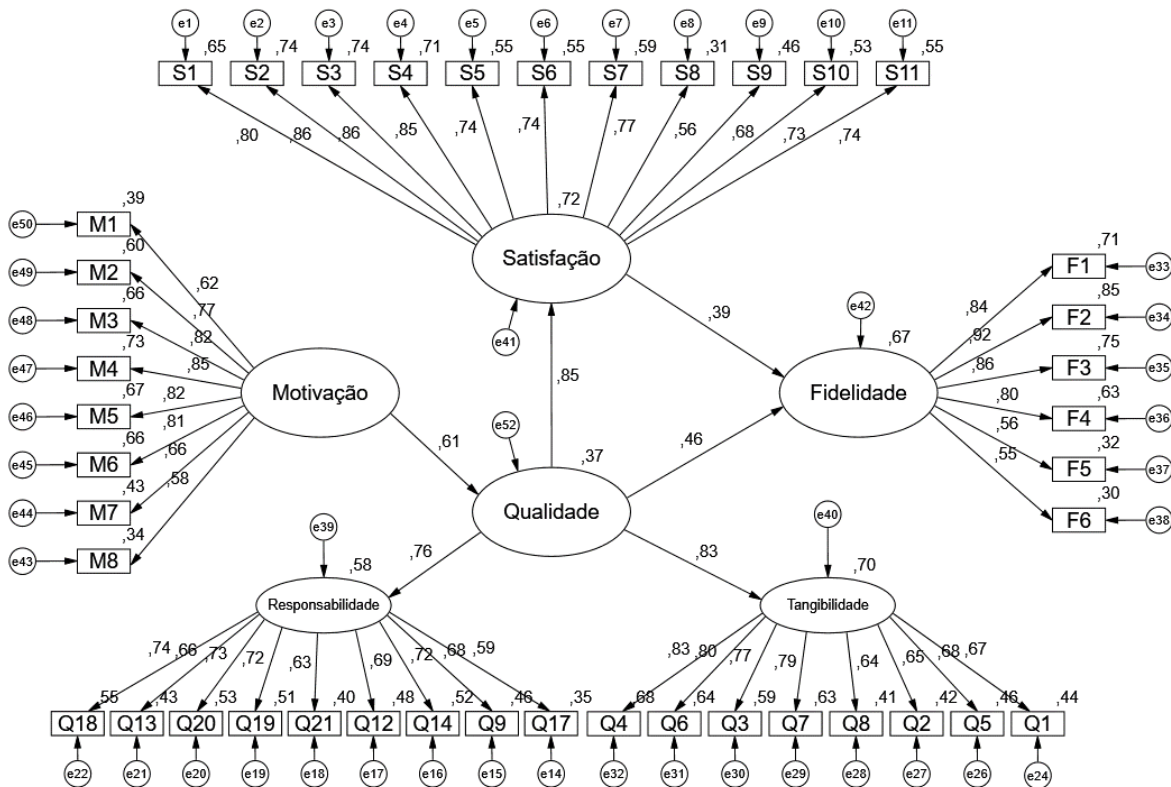 e1 e2 e3 e4 e5 e6 e7 e8 e9 e10 e11
,65 ,74 ,74 ,71 ,55 ,55 ,59 ,31 ,46 ,53 ,55
S1 S2 S3 S4 S5 S6 S7 S8 S9 S10 S11
,80 ,86 ,86 ,85 ,74 ,74 ,77 ,56 ,68 ,73 ,74
,72
Satisfação
e41
,39
e50 M1
,60
e49 M2
,66
e48 M3
,73
e47 M4
,67
e46 M5
,66
e45 M6
,43
e44 M7
,34
e43 M8
,62
,77
,82
,85
,82
,81
,66
,58
Motivação
,61
,85
,39
,46
e42
,67
Fidelidade
,84
,92
,86
,80
,56
,55
,71
F1 e33
,85
F2 e34
,75
F3 e35
,63
F4 e36
,32
F5 e37
,30
F6 e38
e52
,37
Qualidade
,76
,83
e39
,58
Responsabilidade
e40
,70
Tangibilidade
,74 ,66 ,73 ,72 ,63 ,69 ,72 ,68 ,59
,55 ,43 ,53 ,51 ,40 ,48 ,52 ,46 ,35
Q18 Q13 Q20 Q19 Q21 Q12 Q14 Q9 Q17
e22 e21 e20 e19 e18 e17 e16 e15 e14
,83 ,80 ,77 ,79 ,64 ,65 ,68 ,67
,68 ,64 ,59 ,63 ,41 ,42 ,46 ,44
Q4 Q6 Q3 Q7 Q8 Q2 Q5 Q1
e32 e31 e30 e29 e28 e27 e26 e24